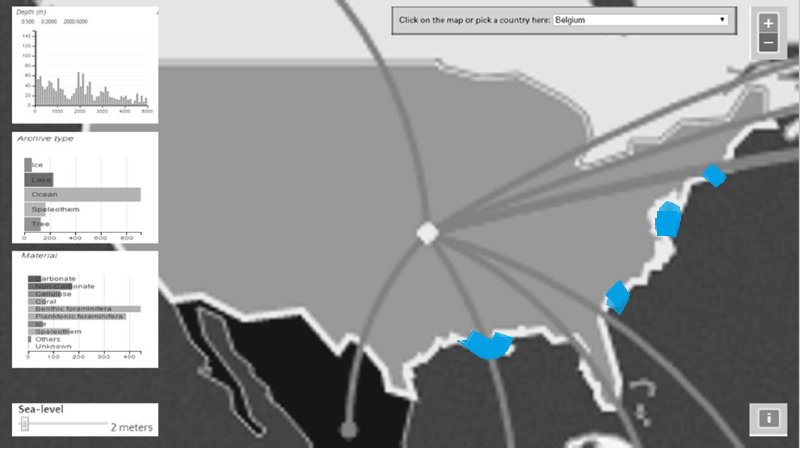 Depth (m)
0:500 0:2000 2000:5000
140
120
100
80
60
40
20
0
0 1000 2000 3000 4000 5000
Click on the map or pick a country here: Belgium
+
−
Archive type
Ice
Lake
Ocean
Speleothem
Tree
0 200 400 600 800
Material
Carbonate
Non-Carbonate
Cellulose
Coral
Benthic foraminifera
Planktonic foraminifera
Ice
Speleothem
Others
Unknown
0 100 200 300 400
Sea-level
2 meters
i